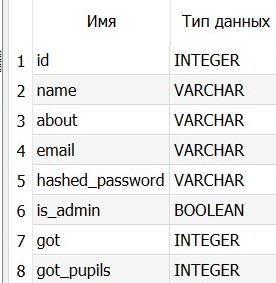 Имя Тип данных
1 id INTEGER
2 name VARCHAR
3 about VARCHAR
4 email VARCHAR
5 hashed_password VARCHAR
6 is_admin BOOLEAN
7 got INTEGER
8 got_pupils INTEGER